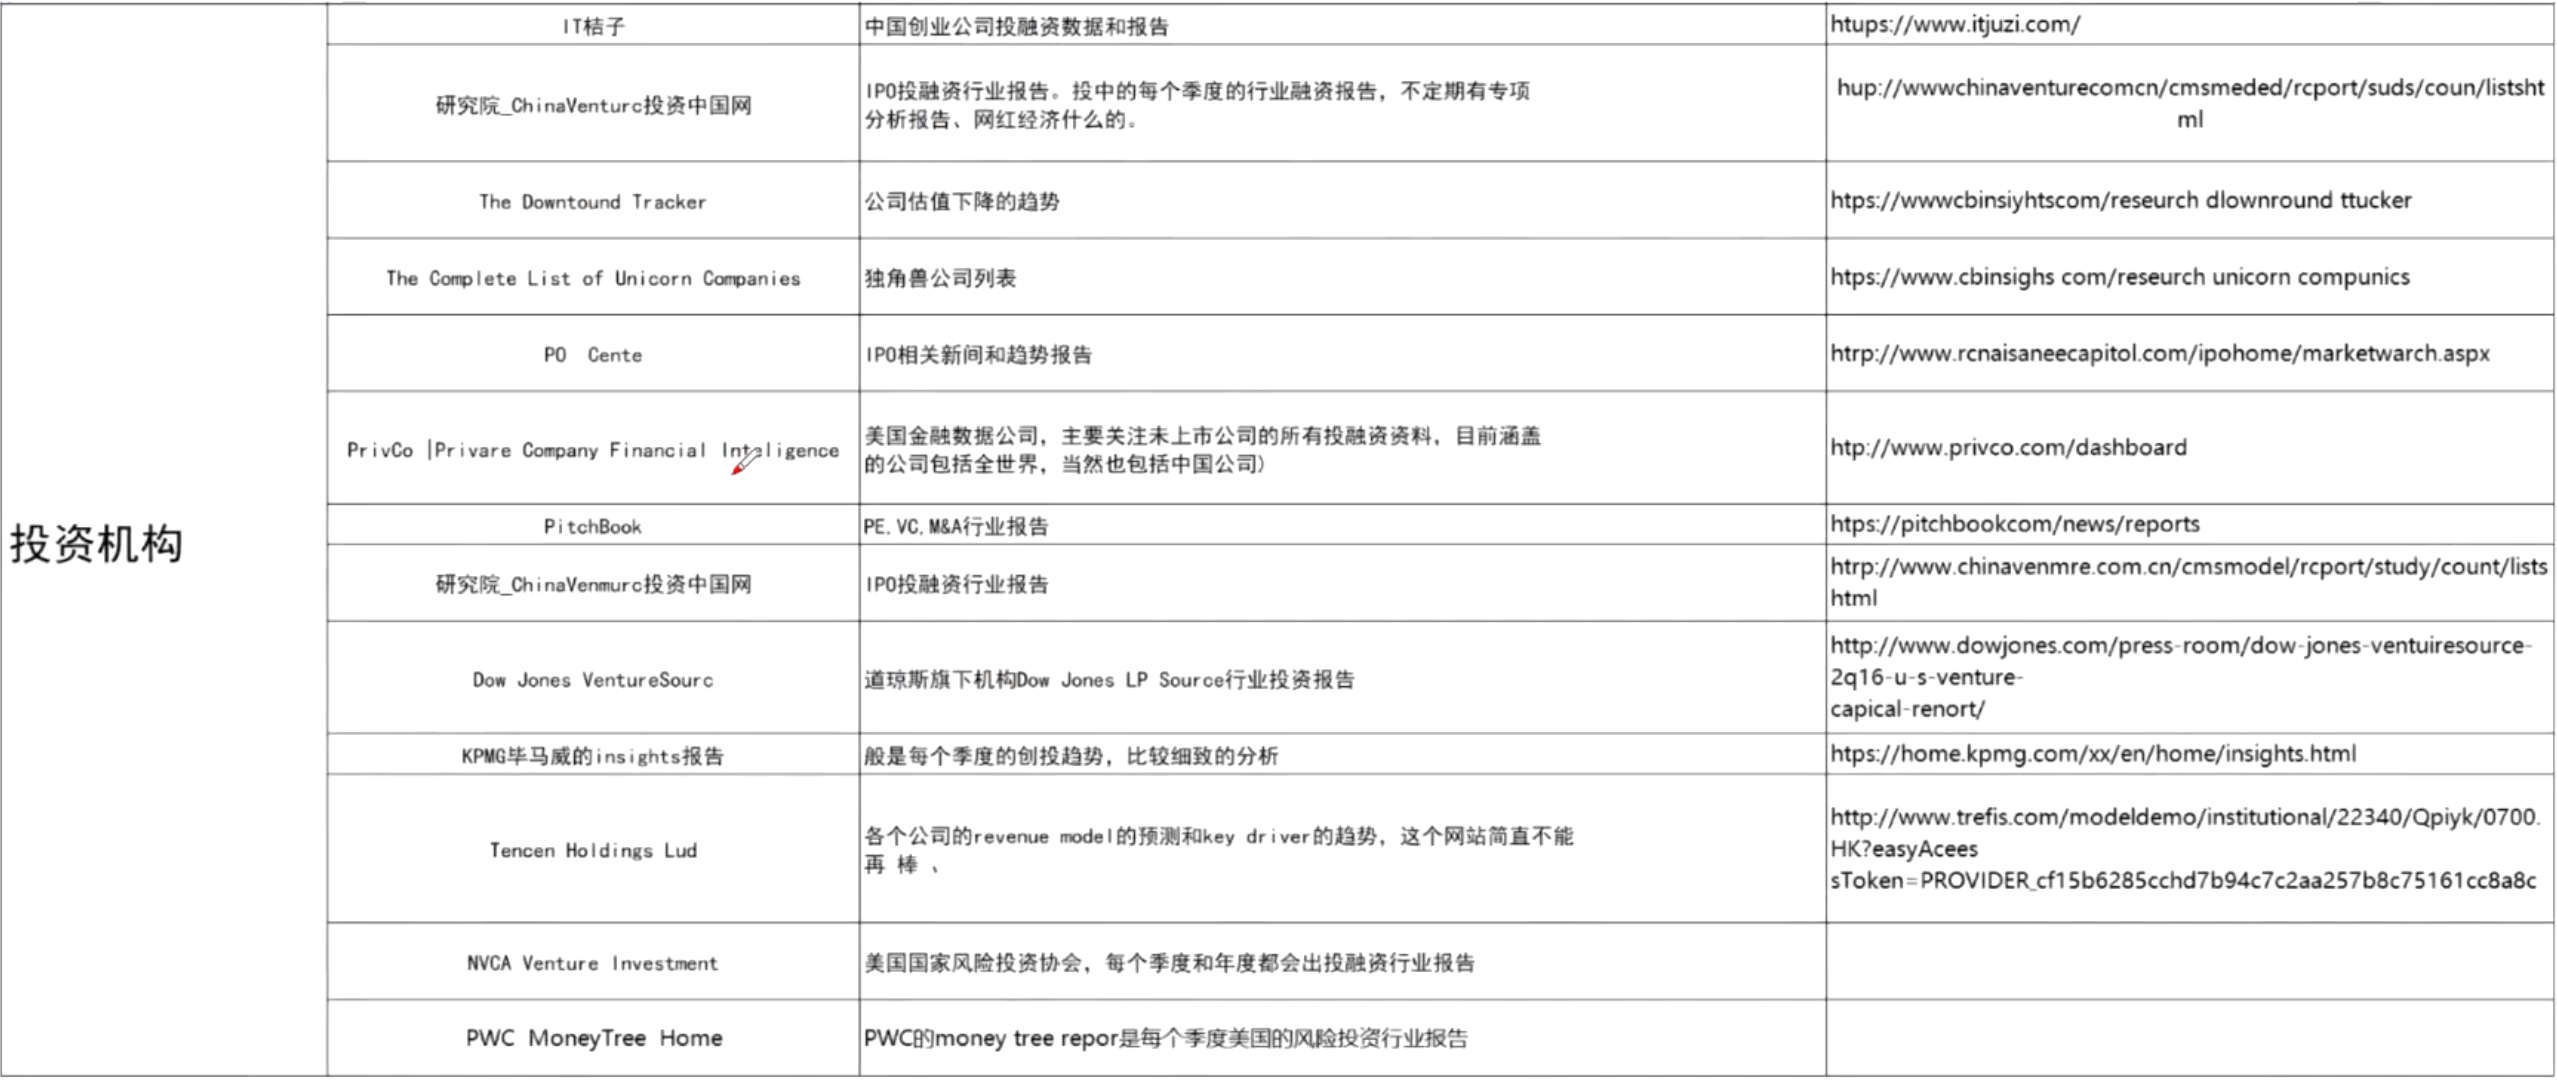 IT桔子
中国创业公司投融资数据和报告
htups://www.itjuzi.com/
研究院_ChinaVenturc投资中国网
IPO投融资行业报告。投中的每个季度的行业融资报告，不定期有专项
分析报告、网红经济什么的。
hup://wwwchinaventurecomcn/cmsmeded/rcport/suds/coun/listsht
ml
The Downtound Tracker
公司估值下降的趋势
htps://wwwcbinsiyhtscom/reseurch dlownround ttucker
The Complete List of Unicorn Companies
独角兽公司列表
htps://www.cbinsighs com/reseurch unicorn compunics
PO Cente
IPO相关新间和趋势报告
htrp://www.rcnaisaneecapitol.com/ipohome/marketwarch.aspx
PrivCo |Privare Company Financial Inteligence
美国金融数据公司，主要关注未上市公司的所有投融资资料，目前涵盖
的公司包括全世界，当然也包括中国公司)
htp://www.privco.com/dashboard
投资机构
PitchBook
PE.VC,M&A行业报告
htps://pitchbookcom/news/reports
研究院_ChinaVenmurc投资中国网
IPO投融资行业报告
htrp://www.chinavenmre.com.cn/cmsmodel/rcport/study/count/lists
html
Dow Jones VentureSourc
道琼斯旗下机构Dow Jones LP Source行业投资报告
http://www.dowjones.com/press-room/dow-jones-ventuiresource-
2q16-u-s-venture-
capical-renort/
KPMG毕马威的insights报告
般是每个季度的创投趋势，比较细致的分析
htps://home.kpmg.com/xx/en/home/insights.html
Tencen Holdings Lud
各个公司的revenue model的预测和key driver的趋势，这个网站简直不能
再 棒 、
http://www.trefis.com/modeldemo/institutional/22340/Qpiyk/0700.
HK?easyAcees
sToken=PROVIDER_cf15b6285cchd7b94c7c2aa257b8c75161cc8a8c
NVCA Venture Investment
美国国家风险投资协会，每个季度和年度都会出投融资行业报告
PWC MoneyTree Home
PWC的money tree repor是每个季度美国的风险投资行业报告